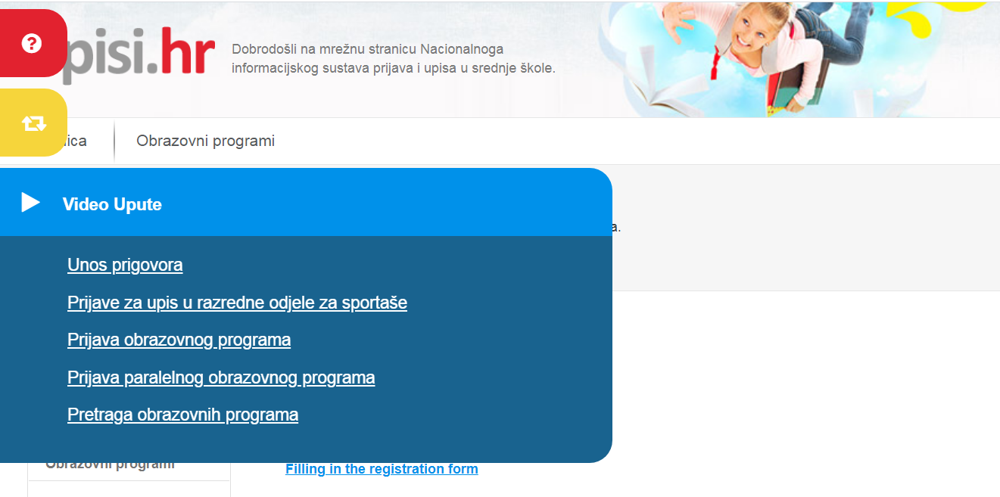 pisi.hr
Dobrodošli na mrežnu stranicu Nacionalnoga
informacijskog sustava prijava i upisa u srednje škole.
ica
Obrazovni programi
Video Upute
a.
Unos prigovora
Prijave za upis u razredne odjele za sportaše
Prijava obrazovnog programa
Prijava paralelnog obrazovnog programa
Pretraga obrazovnih programa
Obrazovni programi
Filling in the registration form